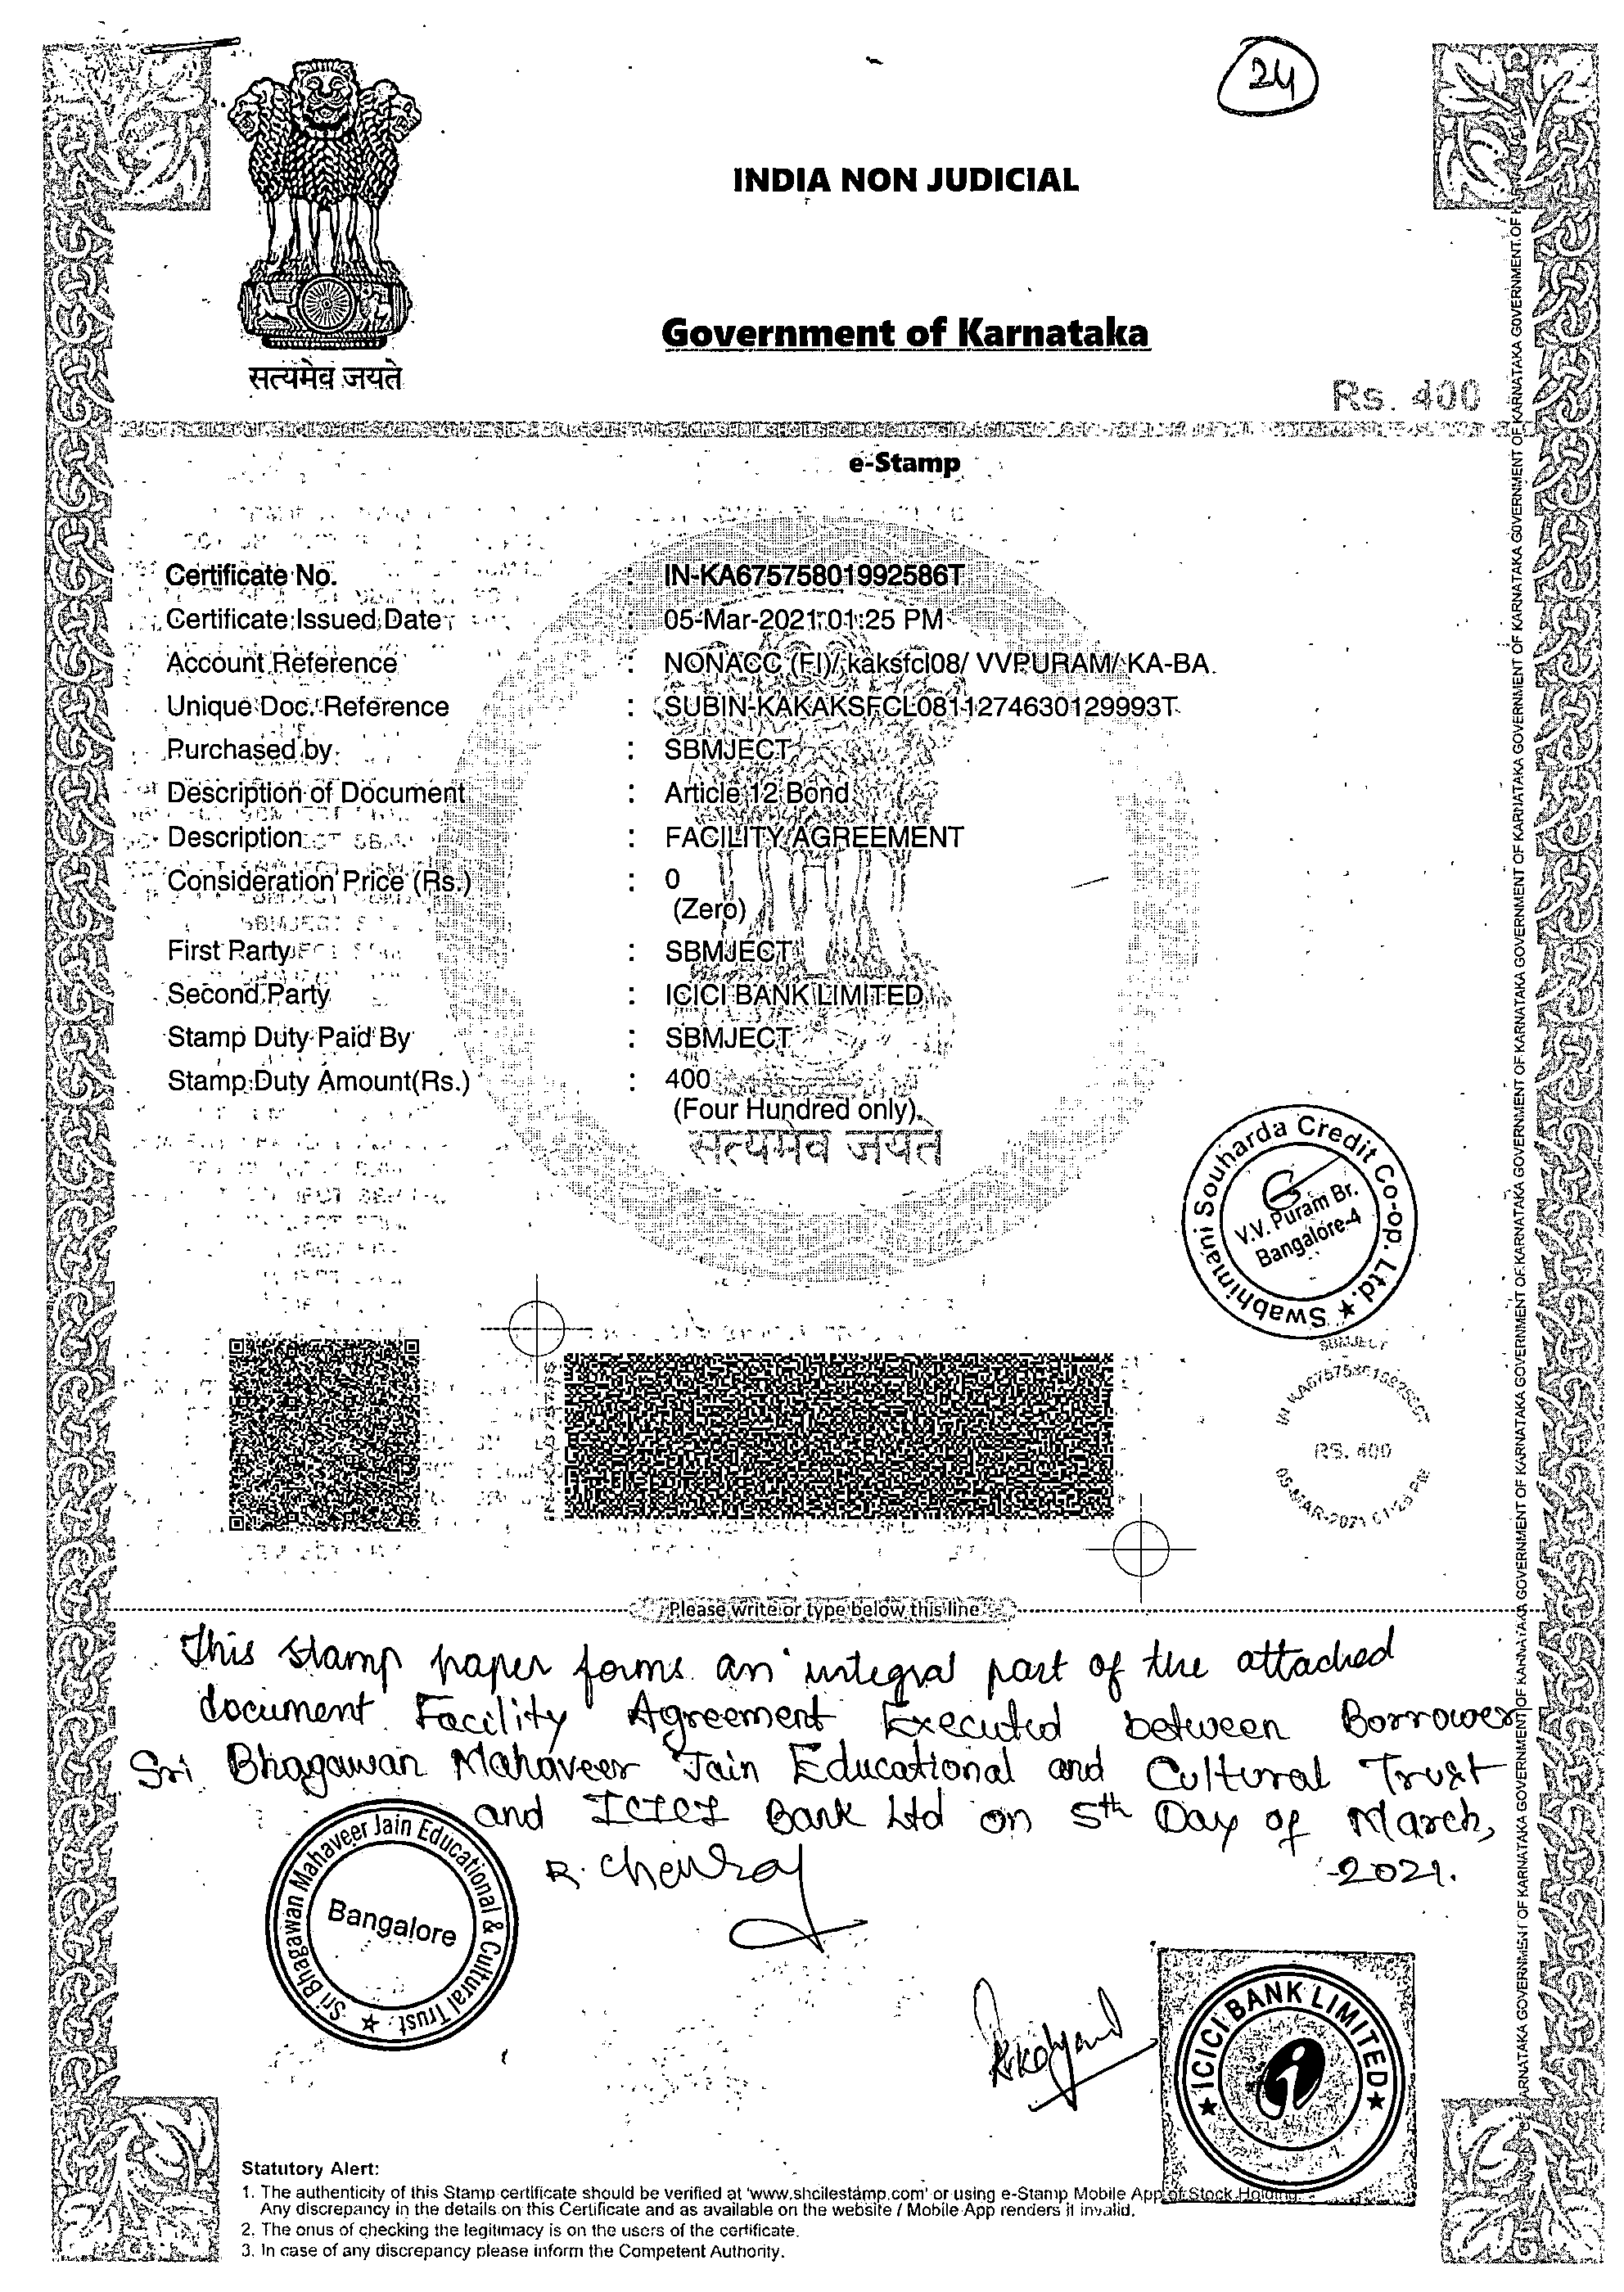 24
INDIA NON JUDICIAL
Government of Karnataka
सत्यमेव जयते
Rs. 400
e-Stamp
Certificate No. : IN-KA67575801992586T
Certificate Issued Date : 05-Mar-2021 01:25 PM
Account Reference : NONACC (FI)/ kaksfcl08/ VVPURAM/ KA-BA
Unique Doc. Reference : SUBIN-KAKAKSFCL0811274630129993T
Purchased by : SBMJECT
Description of Document : Article 12 Bond
Description : FACILITY AGREEMENT
Consideration Price (Rs.) : 0
(Zero)
First Party : SBMJECT
Second Party : ICICI BANK LIMITED
Stamp Duty Paid By : SBMJECT
Stamp Duty Amount(Rs.) : 400
(Four Hundred only)
सत्यमेव जयते
Swabhimani Souharda Credit Co-op. Ltd. ★
V.V. Puram Br.
Bangalore-4
SBMJECT
RS. 400
Please write or type below this line
This stamp paper forms an integral part of the attached
document Facility Agreement Executed between Borrower
Sri Bhagawan Mahaveer Jain Educational and Cultural Trust
and ICICI Bank Ltd on 5th Day of March,
2021.
R. Chenraj
Sri Bhagawan Mahaveer Jain Educational & Cultural Trust. ★
Bangalore
★ ICICI BANK LIMITED ★
Statutory Alert:
1. The authenticity of this Stamp certificate should be verified at 'www.shcilestamp.com' or using e-Stamp Mobile App of Stock Holding.
Any discrepancy in the details on this Certificate and as available on the website / Mobile App renders it invalid.
2. The onus of checking the legitimacy is on the users of the certificate.
3. In case of any discrepancy please inform the Competent Authority.
GOVERNMENT OF KARNATAKA GOVERNMENT OF KARNATAKA GOVERNMENT OF KARNATAKA